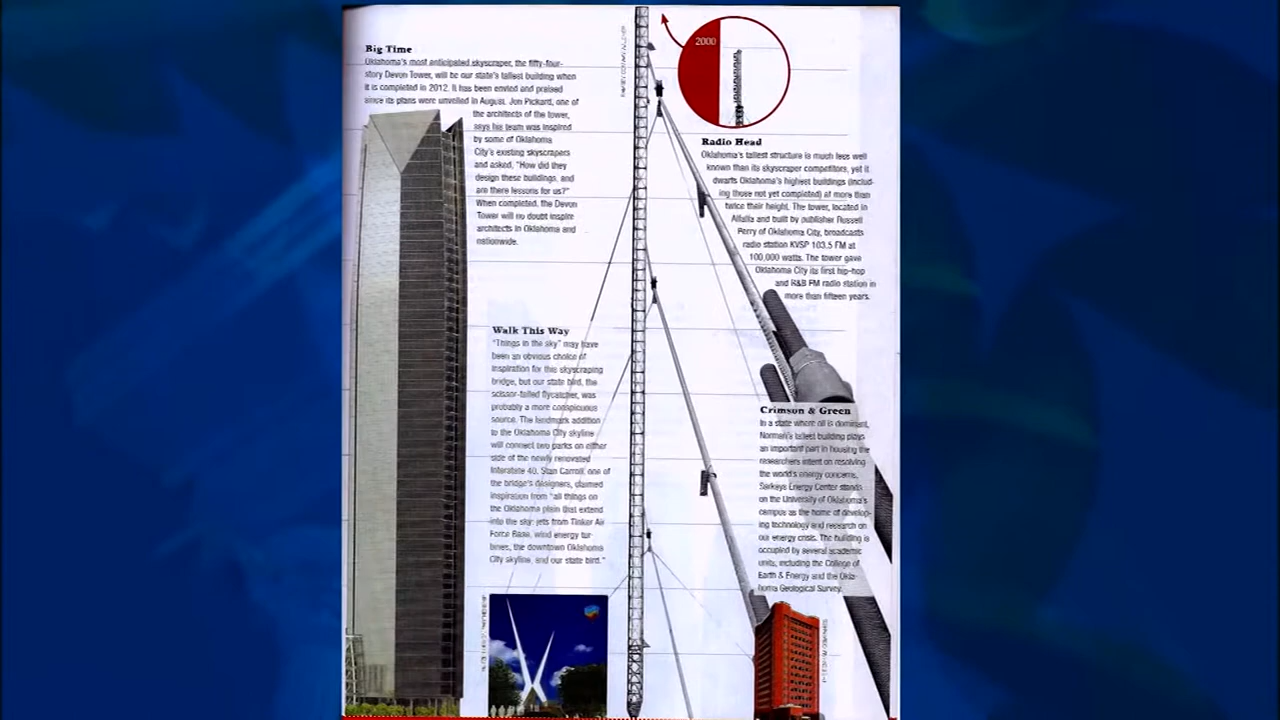 Big Time
Oklahoma's most anticipated skyscraper, the fifty-four-
story Devon Tower, will be our state's tallest building when
it is completed in 2012. It has been envied and praised
since its plans were unveiled in August. Jon Pickard, one of
the architects of the tower,
says his team was inspired
by some of Oklahoma
City's existing skyscrapers
and asked, "How did they
design these buildings, and
are there lessons for us?"
When completed, the Devon
Tower will no doubt inspire
architects in Oklahoma and
nationwide.
Walk This Way
"Things in the sky" may have
been an obvious choice of
inspiration for this skyscraping
bridge, but our state bird, the
scissor-tailed flycatcher, was
probably a more conspicuous
source. The landmark addition
to the Oklahoma City skyline
will connect two parks on either
side of the newly renovated
Interstate 40. Stan Carroll, one of
the bridge's designers, claimed
inspiration from "all things on
the Oklahoma plain that extend
into the sky: jets from Tinker Air
Force Base, wind energy tur-
bines, the downtown Oklahoma
City skyline, and our state bird."
2000
Radio Head
Oklahoma's tallest structure is much less well
known than its skyscraper competitors, yet it
dwarfs Oklahoma's highest buildings (includ-
ing those not yet completed) at more than
twice their height. The tower, located in
Alfalfa and built by publisher Russell
Perry of Oklahoma City, broadcasts
radio station KVSP 103.5 FM at
100,000 watts. The tower gave
Oklahoma City its first hip-hop
and R&B FM radio station in
more than fifteen years.
Crimson & Green
In a state where oil is dominant,
Norman's tallest building plays
an important part in housing the
researchers intent on resolving
the world's energy concerns.
Sarkeys Energy Center stands
on the University of Oklahoma's
campus as the home of develop-
ing technology and research on
our energy crisis. The building is
occupied by several academic
units, including the College of
Earth & Energy and the Okla-
homa Geological Survey.